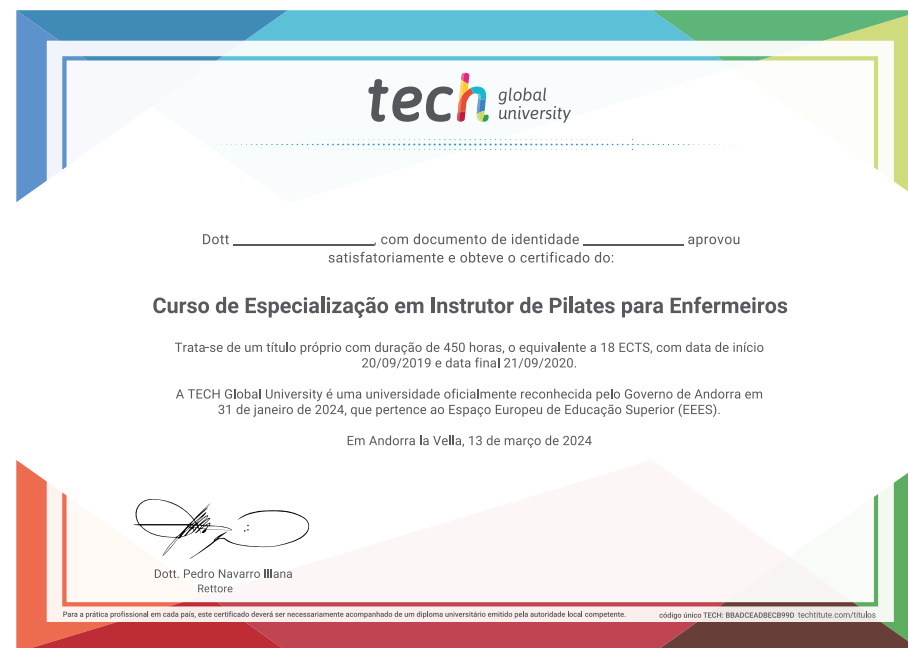 tech global university
Dott ____________________, com documento de identidade ______________ aprovou
satisfatoriamente e obteve o certificado do:
Curso de Especialização em Instrutor de Pilates para Enfermeiros
Trata-se de um título próprio com duração de 450 horas, o equivalente a 18 ECTS, com data de início
20/09/2019 e data final 21/09/2020.
A TECH Global University é uma universidade oficialmente reconhecida pelo Governo de Andorra em
31 de janeiro de 2024, que pertence ao Espaço Europeu de Educação Superior (EEES).
Em Andorra la Vella, 13 de março de 2024
Dott. Pedro Navarro Illana
Rettore
Para a prática profissional em cada país, este certificado deverá ser necessariamente acompanhado de um diploma universitário emitido pela autoridade local competente.
código único TECH: BBADCEADBECB99D techtitute.com/titulos